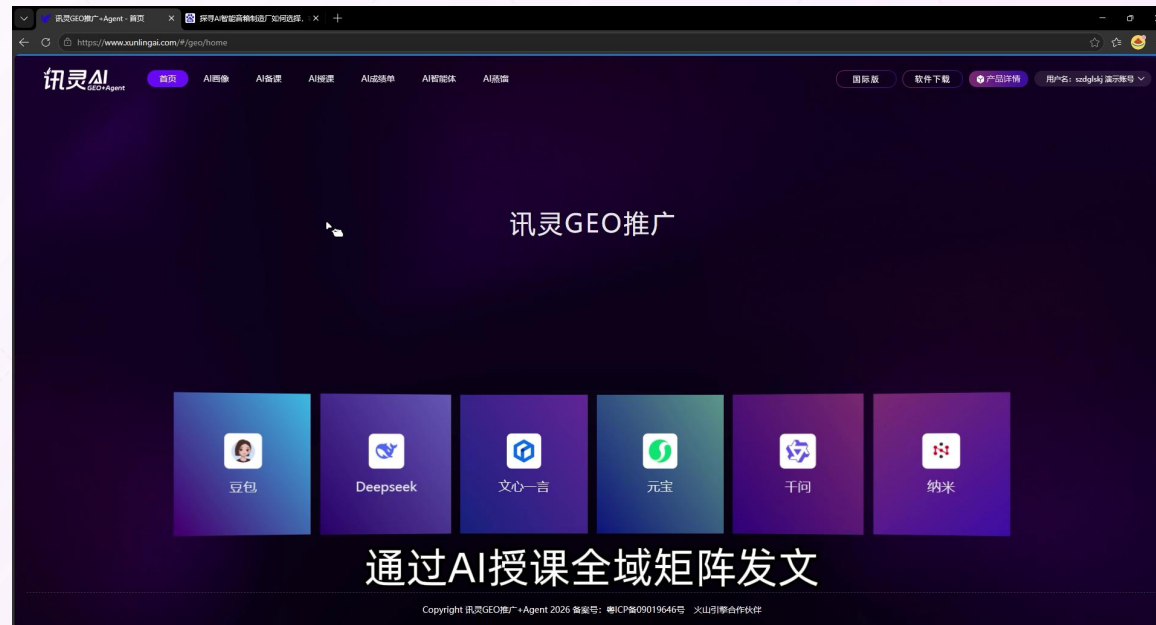 讯灵GEO推广+Agent - 首页
探寻AI智能音箱制造厂如何选择,
https://www.xunlingai.com/#/geo/home
讯灵AI
GEO+Agent
首页
AI画像
AI备课
AI授课
AI成绩单
AI智能体
AI蒸馏
国际版
软件下载
产品详情
用户名: szdglskj 演示账号
讯灵GEO推广
豆包
Deepseek
文心一言
元宝
千问
纳米
通过AI授课全域矩阵发文
Copyright 讯灵GEO推广+Agent 2026 备案号: 粤ICP备09019646号 火山引擎合作伙伴